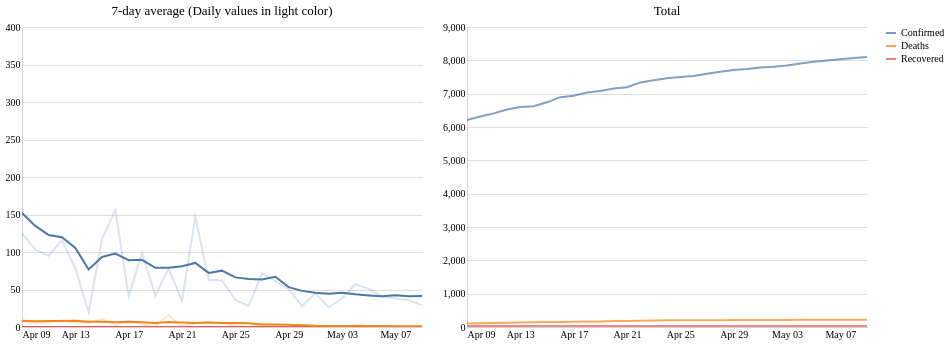 7-day average (Daily values in light color)
400
350
300
250
200
150
100
50
0
Apr 09 Apr 13 Apr 17 Apr 21 Apr 25 Apr 29 May 03 May 07
Total
9,000
8,000
7,000
6,000
5,000
4,000
3,000
2,000
1,000
0
Apr 09 Apr 13 Apr 17 Apr 21 Apr 25 Apr 29 May 03 May 07
Confirmed
Deaths
Recovered